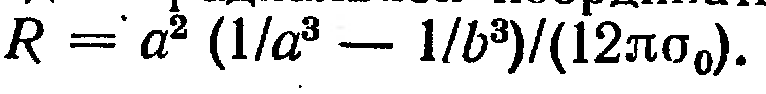 R = a² (1/a³ — 1/b³)/(12πσ₀).